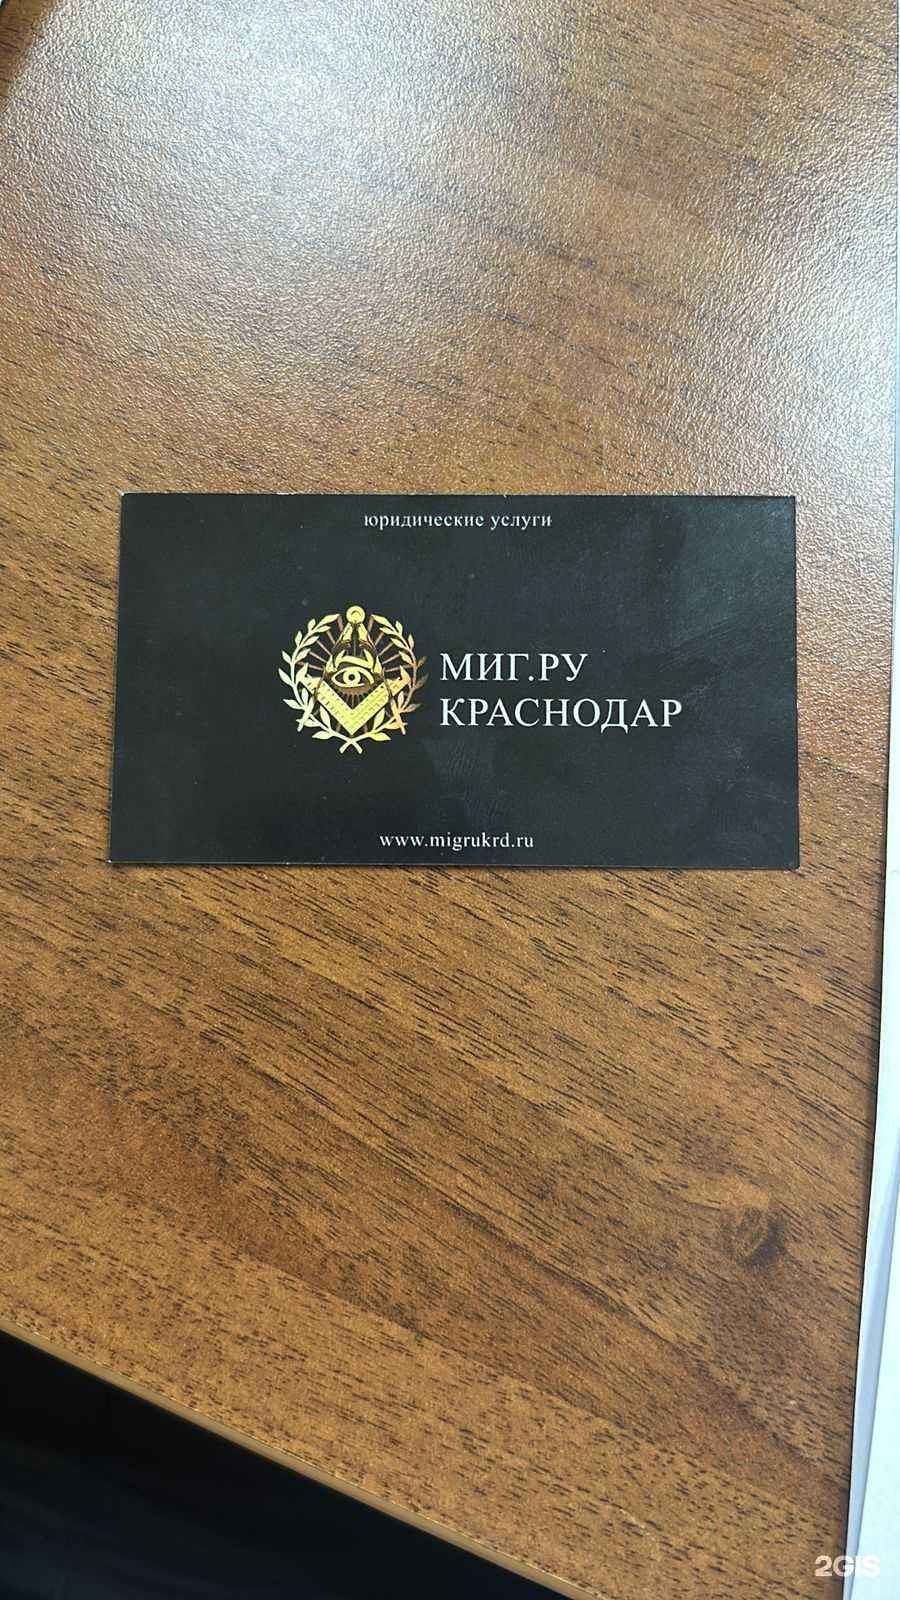 юридические услуги
МИГ.РУ
КРАСНОДАР
www.migrukrd.ru
2GIS